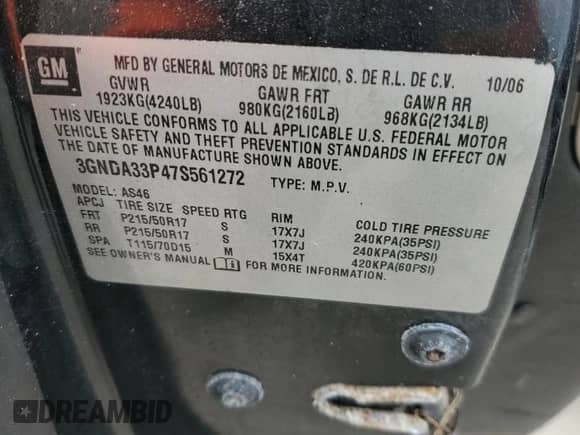 GM
MFD BY GENERAL MOTORS DE MEXICO, S. DE R.L. DE C.V. 10/06
GVWR GAWR FRT GAWR RR
1923KG(4240LB) 980KG(2160LB) 968KG(2134LB)
THIS VEHICLE CONFORMS TO ALL APPLICABLE U.S. FEDERAL MOTOR
VEHICLE SAFETY AND THEFT PREVENTION STANDARDS IN EFFECT ON
THE DATE OF MANUFACTURE SHOWN ABOVE.
3GNDA33P47S561272 TYPE: M.P.V.
MODEL: AS46
APCJ TIRE SIZE SPEED RTG RIM COLD TIRE PRESSURE
FRT P215/50R17 S 17X7J 240KPA(35PSI)
RR P215/50R17 S 17X7J 240KPA(35PSI)
SPA T115/70D15 M 15X4T 420KPA(60PSI)
SEE OWNER'S MANUAL FOR MORE INFORMATION.
DREAMBID